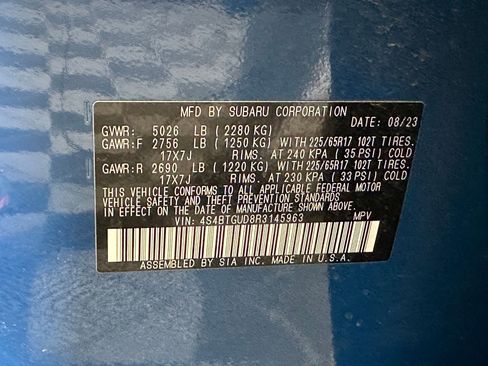 MFD BY SUBARU CORPORATION
DATE: 08/23
GVWR: 5026 LB (2280 KG)
GAWR:F 2756 LB (1250 KG) WITH 225/65R17 102T TIRES.
17X7J RIMS. AT 240 KPA (35 PSI) COLD
GAWR:R 2690 LB (1220 KG) WITH 225/65R17 102T TIRES.
17X7J RIMS. AT 230 KPA (33 PSI) COLD
THIS VEHICLE CONFORMS TO ALL APPLICABLE FEDERAL MOTOR
VEHICLE SAFETY AND THEFT PREVENTION STANDARDS
IN EFFECT ON THE DATE OF MANUFACTURE SHOWN ABOVE.
VIN: 4S4BTGUD8R3145963 MPV
ASSEMBLED BY SIA INC. MADE IN U.S.A.